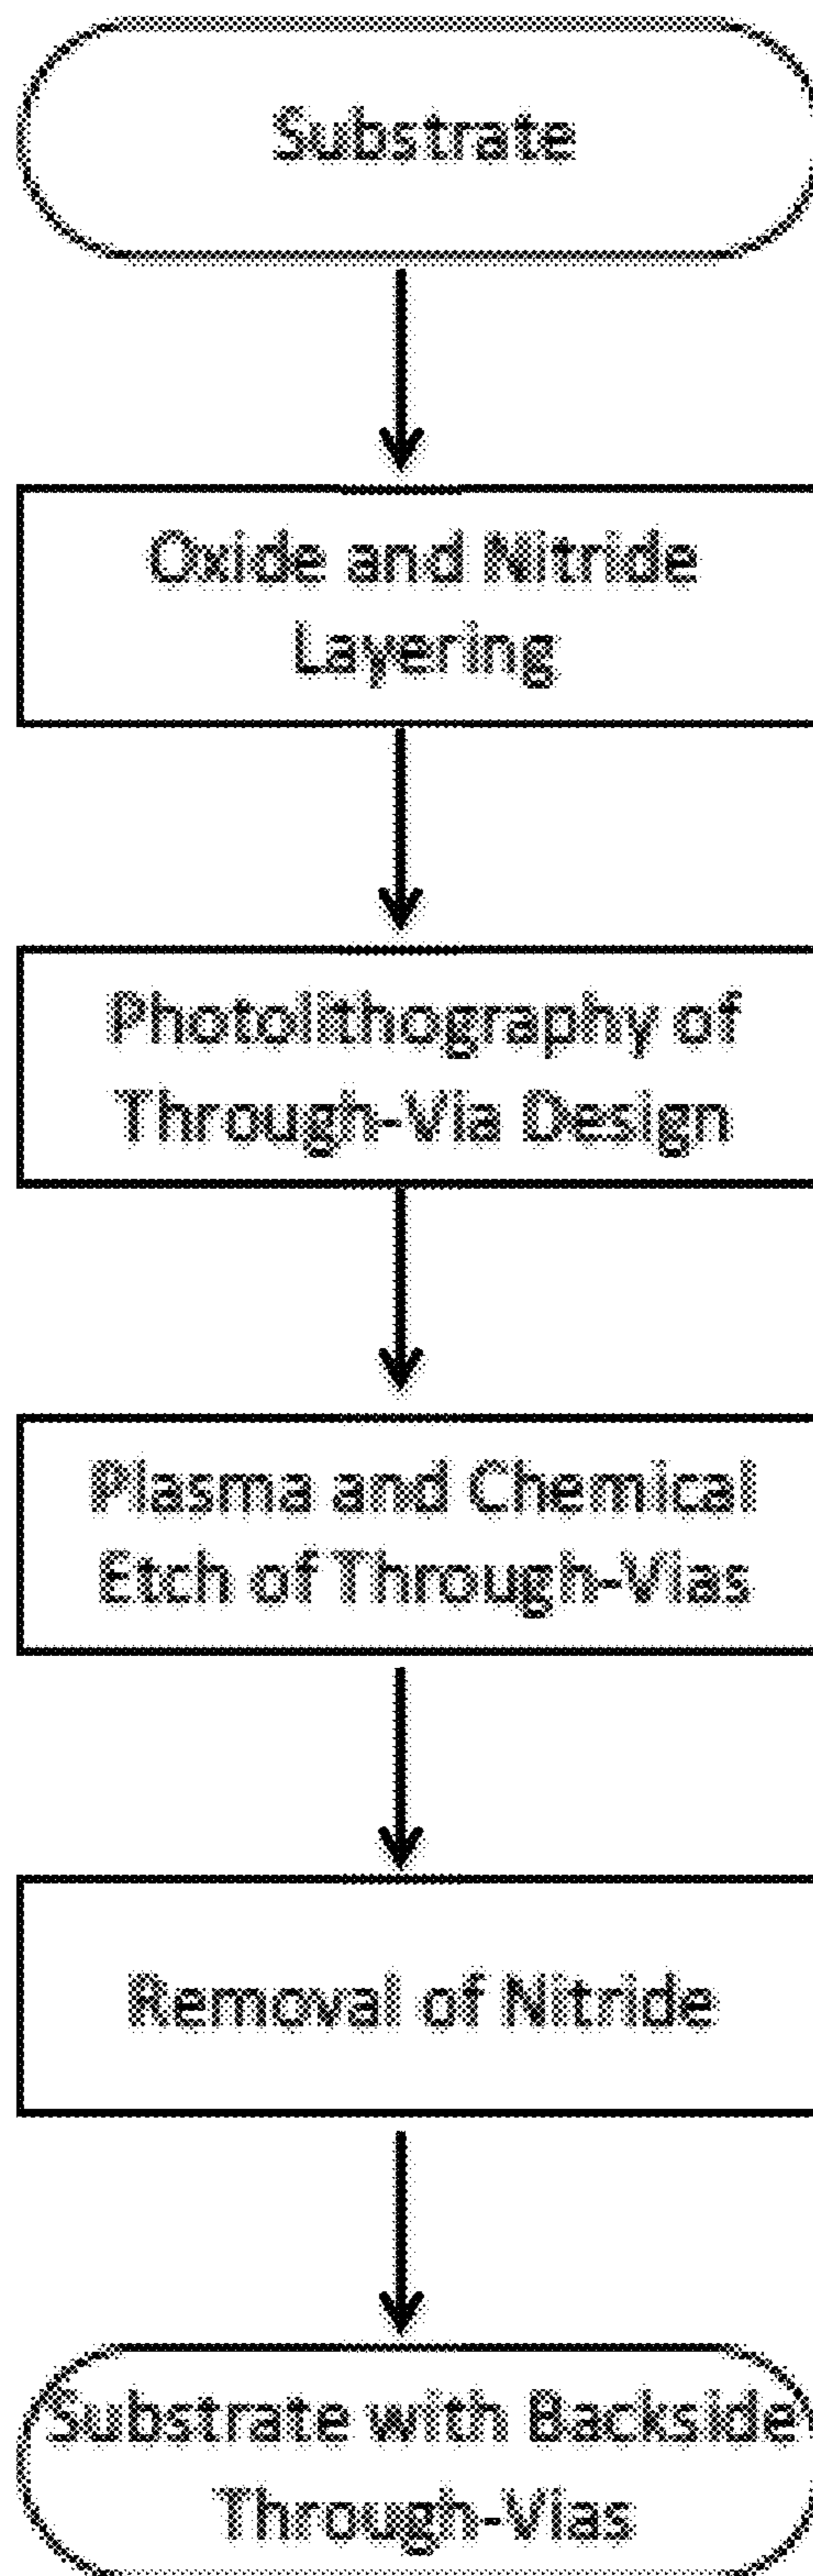 Substrate
Oxide and Nitride
Layering
Photolithography of
Through-Via Design
Plasma and Chemical
Etch of Through-Vias
Removal of Nitride
Substrate with Backside
Through-Vias